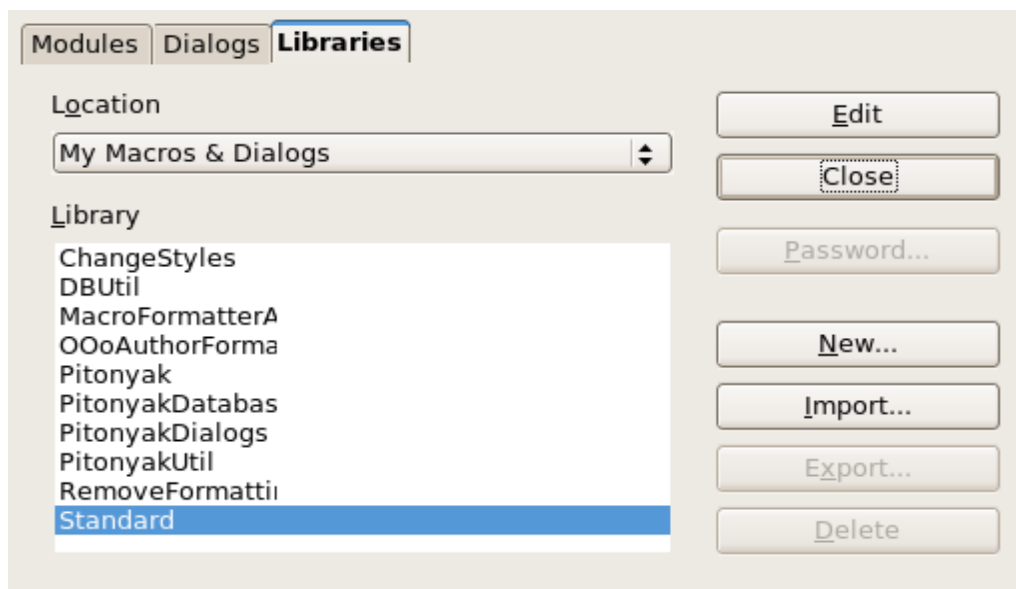 Modules Dialogs Libraries
Location
My Macros & Dialogs
Library
ChangeStyles
DBUtil
MacroFormatterA
OOoAuthorForma
Pitonyak
PitonyakDatabas
PitonyakDialogs
PitonyakUtil
RemoveFormatti
Standard
Edit
Close
Password...
New...
Import...
Export...
Delete